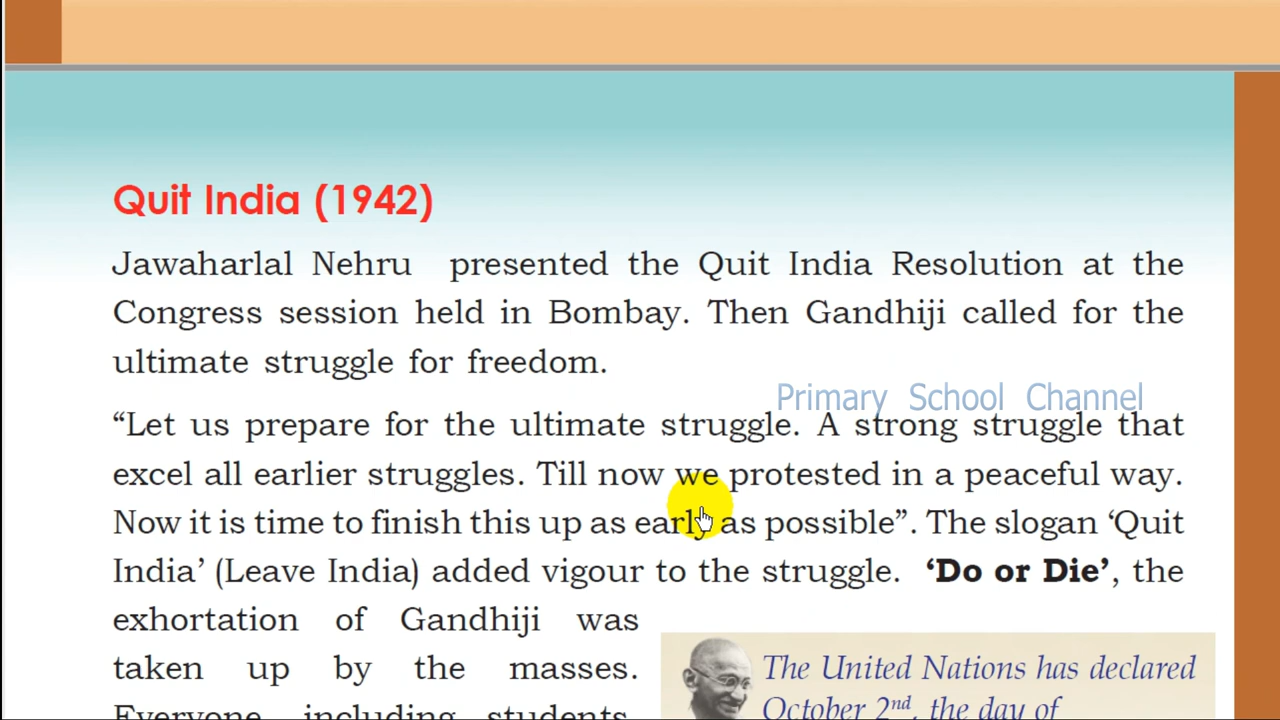 Quit India (1942)
Jawaharlal Nehru presented the Quit India Resolution at the
Congress session held in Bombay. Then Gandhiji called for the
ultimate struggle for freedom.
Primary School Channel
“Let us prepare for the ultimate struggle. A strong struggle that
excel all earlier struggles. Till now we protested in a peaceful way.
Now it is time to finish this up as early as possible”. The slogan ‘Quit
India’ (Leave India) added vigour to the struggle. ‘Do or Die’, the
exhortation of Gandhiji was
taken up by the masses.
Everyone, including students
The United Nations has declared
October 2nd, the day of